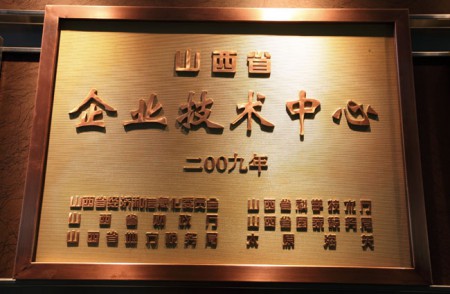 山西省
企业技术中心
二00九年
山西省经济和信息化委员会
山西省财政厅
山西省地方税务局
山西省科学技术厅
山西省国家税务局
太原海关